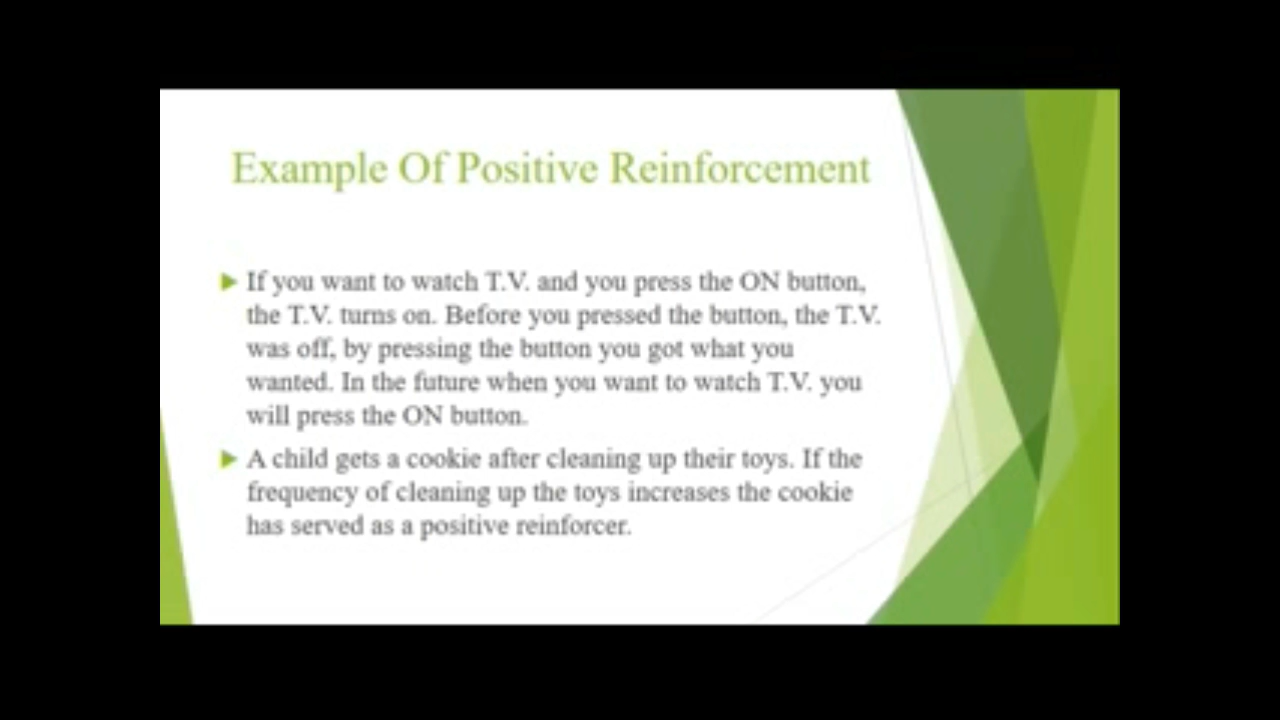 Example Of Positive Reinforcement
If you want to watch T.V. and you press the ON button,
the T.V. turns on. Before you pressed the button, the T.V.
was off, by pressing the button you got what you
wanted. In the future when you want to watch T.V. you
will press the ON button.
A child gets a cookie after cleaning up their toys. If the
frequency of cleaning up the toys increases the cookie
has served as a positive reinforcer.